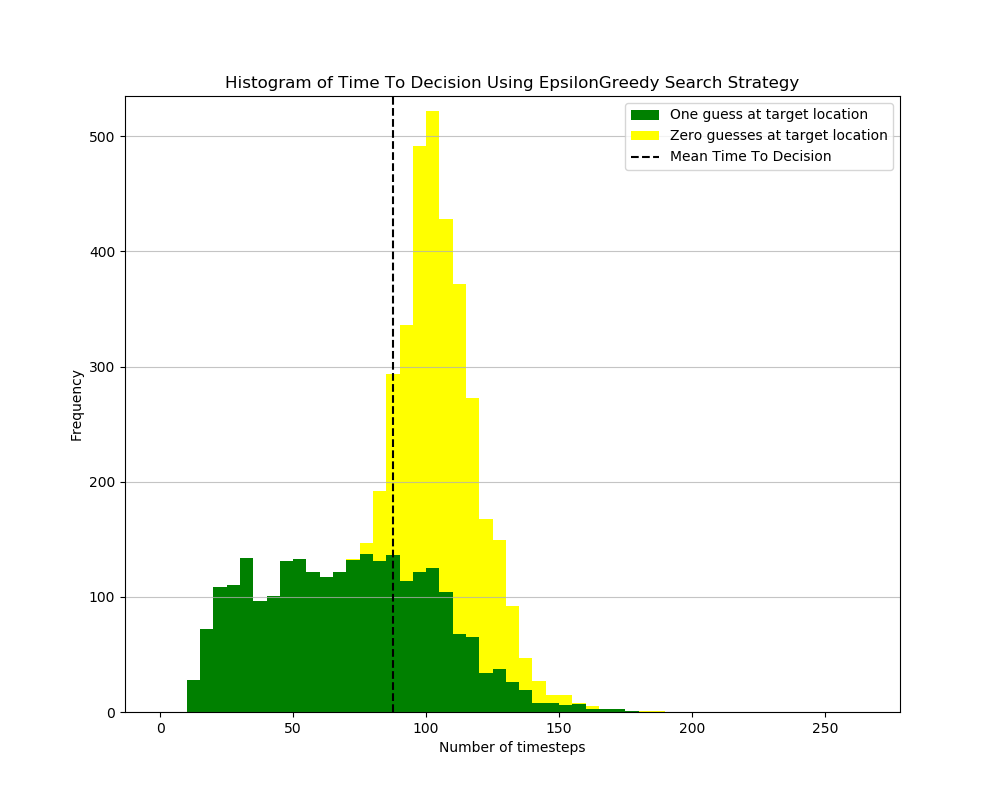 Histogram of Time To Decision Using EpsilonGreedy Search Strategy
One guess at target location
Zero guesses at target location
Mean Time To Decision
Frequency
500
400
300
200
100
0
0 50 100 150 200 250
Number of timesteps